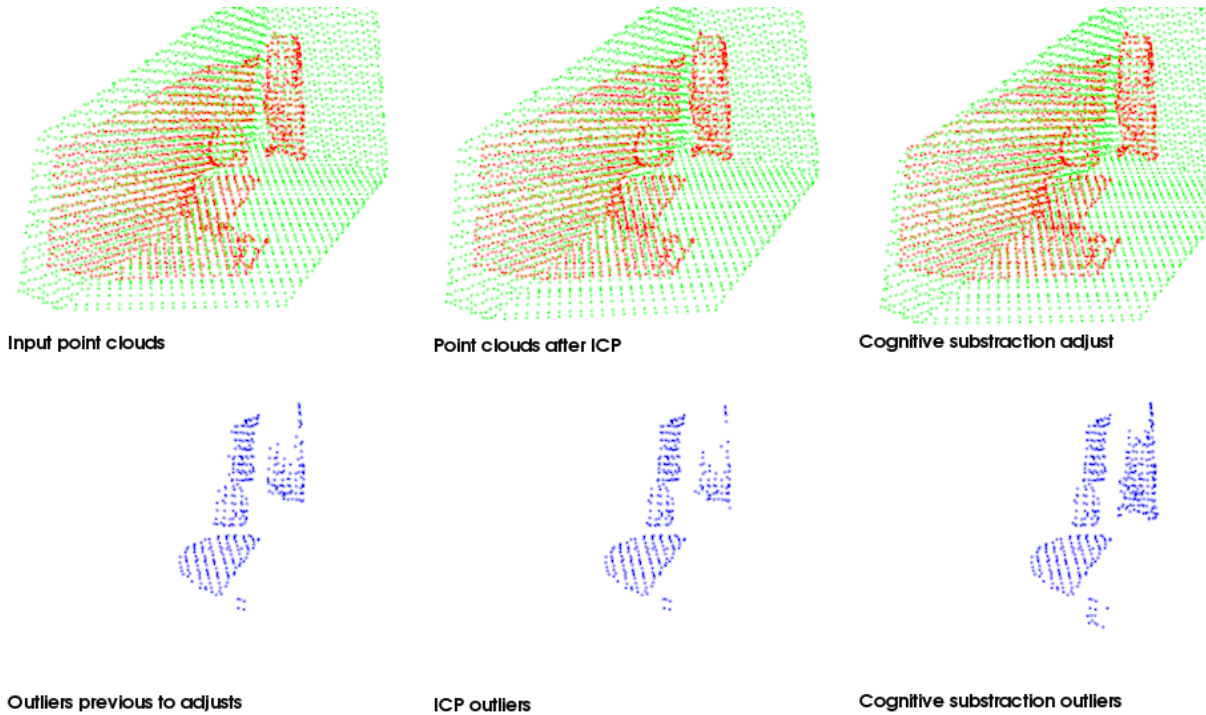 Input point clouds
Point clouds after ICP
Cognitive substraction adjust
Outliers previous to adjusts
ICP outliers
Cognitive substraction outliers